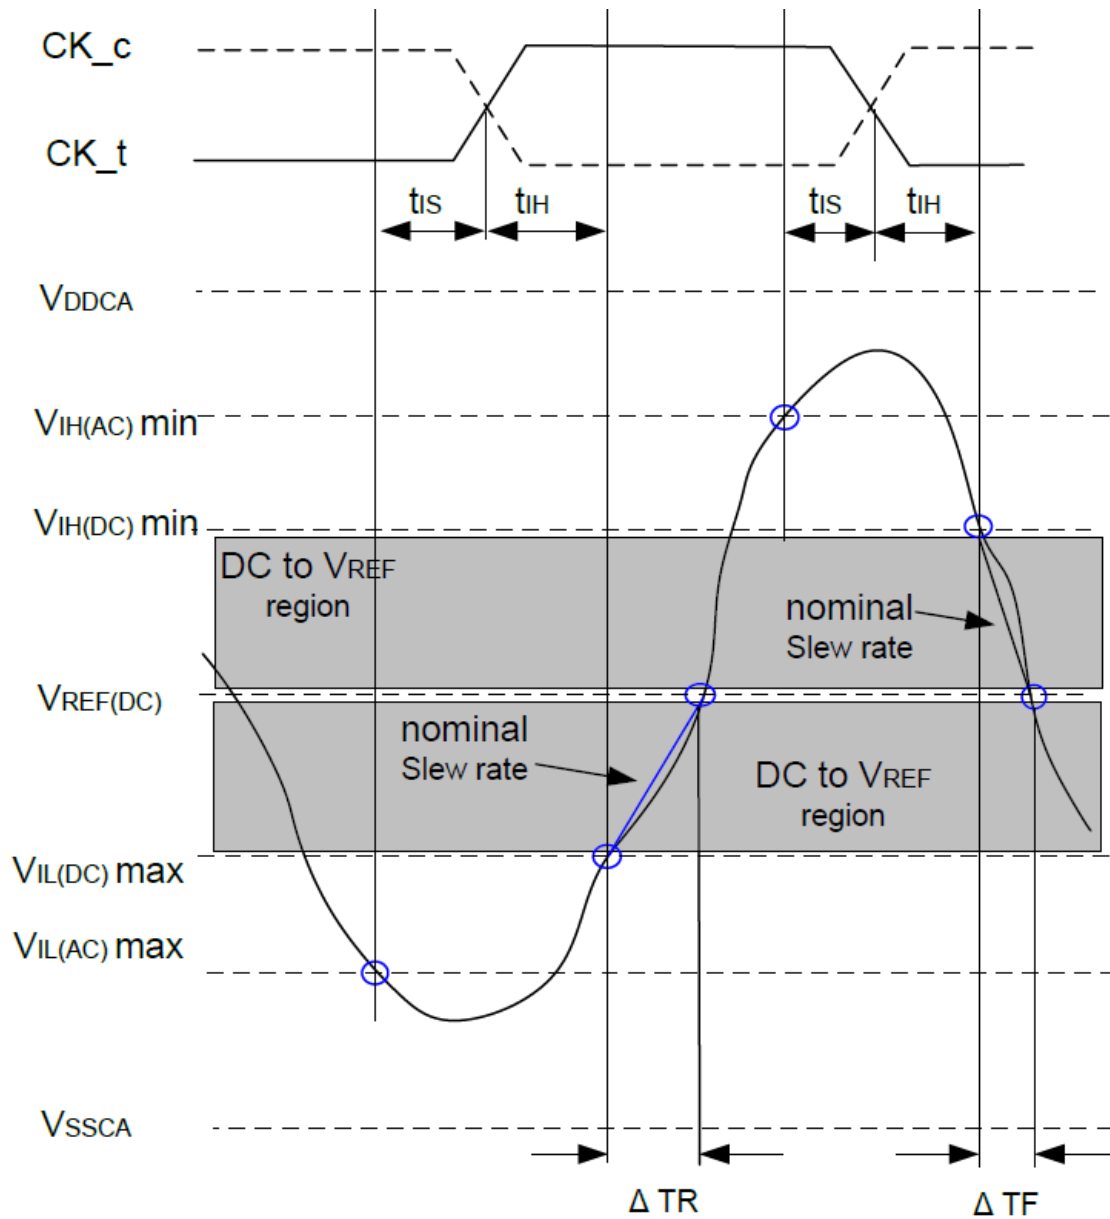 CK_c
CK_t
tIS
tIH
tIS
tIH
VDDCA
VIH(AC) min
VIH(DC) min
DC to VREF
region
nominal
Slew rate
VREF(DC)
nominal
Slew rate
DC to VREF
region
VIL(DC) max
VIL(AC) max
VSSCA
Δ TR
Δ TF